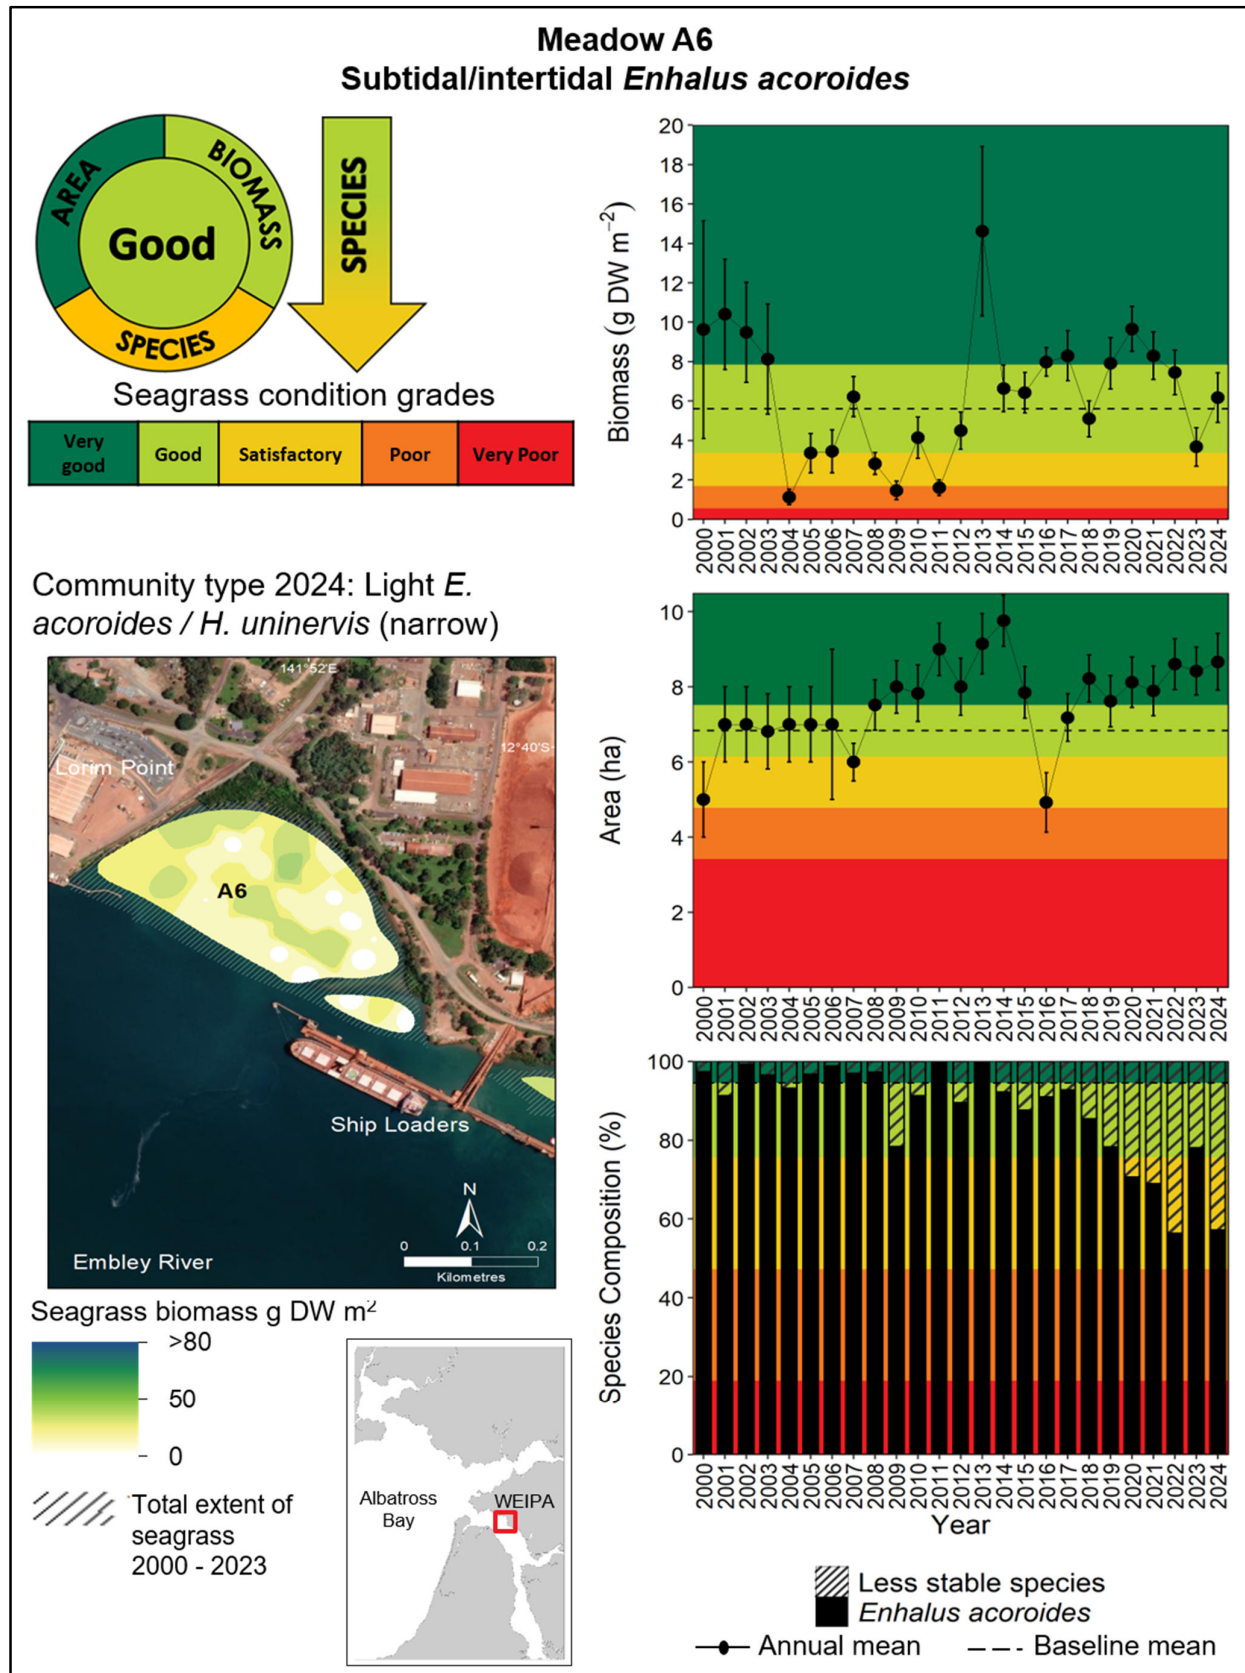 Meadow A6
Subtidal/intertidal Enhalus acoroides
AREA
BIOMASS
SPECIES
Good
SPECIES
Seagrass condition grades
Very good
Good
Satisfactory
Poor
Very Poor
Community type 2024: Light E.
acoroides / H. uninervis (narrow)
141°52'E
12°40'S
Lorim Point
A6
Ship Loaders
N
0 0.1 0.2
Kilometres
Embley River
Seagrass biomass g DW m²
>80
50
0
Total extent of
seagrass
2000 - 2023
Albatross
Bay
WEIPA
Biomass (g DW m⁻²)
20
18
16
14
12
10
8
6
4
2
0
2000 2001 2002 2003 2004 2005 2006 2007 2008 2009 2010 2011 2012 2013 2014 2015 2016 2017 2018 2019 2020 2021 2022 2023 2024
Area (ha)
10
8
6
4
2
0
2000 2001 2002 2003 2004 2005 2006 2007 2008 2009 2010 2011 2012 2013 2014 2015 2016 2017 2018 2019 2020 2021 2022 2023 2024
Species Composition (%)
100
80
60
40
20
0
2000 2001 2002 2003 2004 2005 2006 2007 2008 2009 2010 2011 2012 2013 2014 2015 2016 2017 2018 2019 2020 2021 2022 2023 2024
Year
Less stable species
Enhalus acoroides
Annual mean
Baseline mean